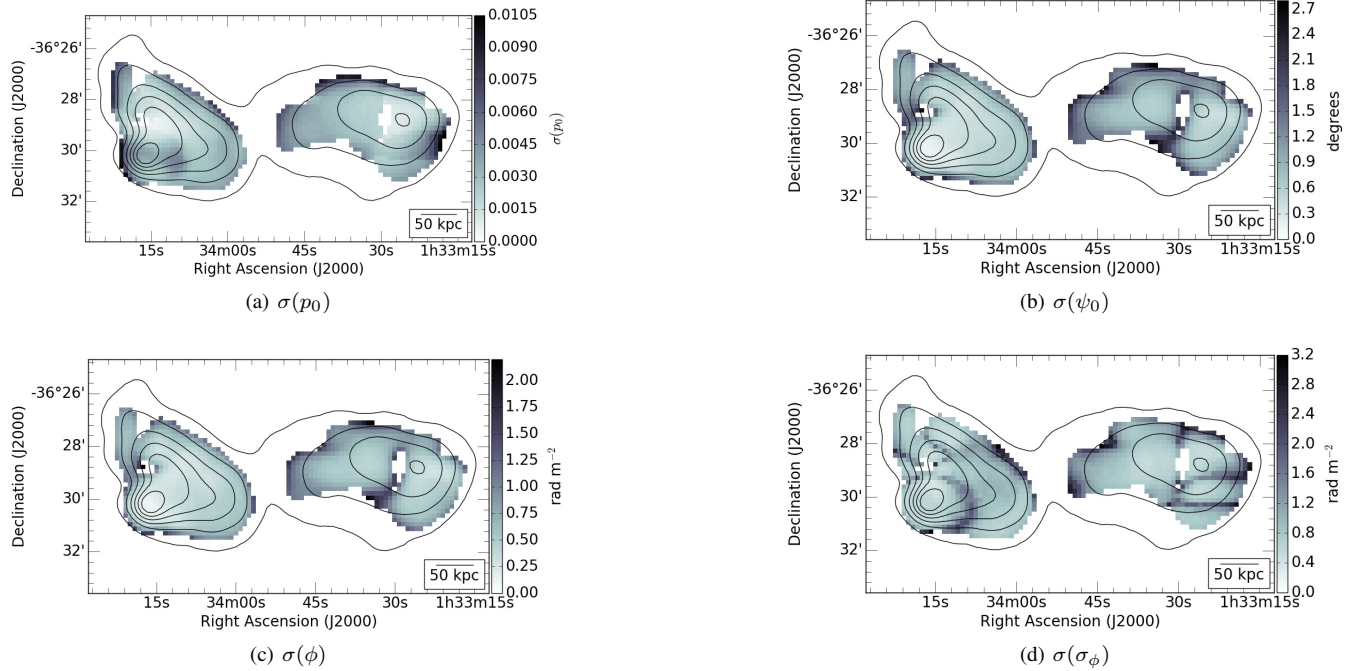 0.0105
0.0090
0.0075
0.0060
0.0045
0.0030
0.0015
0.0000
σ(p₀)
Declination (J2000)
-36°26'
28'
30'
32'
50 kpc
15s 34m00s 45s 30s 1h33m15s
Right Ascension (J2000)
(a) σ(p₀)
2.7
2.4
2.1
1.8
1.5
1.2
0.9
0.6
0.3
0.0
degrees
Declination (J2000)
-36°26'
28'
30'
32'
50 kpc
15s 34m00s 45s 30s 1h33m15s
Right Ascension (J2000)
(b) σ(ψ₀)
2.00
1.75
1.50
1.25
1.00
0.75
0.50
0.25
0.00
rad m⁻²
Declination (J2000)
-36°26'
28'
30'
32'
50 kpc
15s 34m00s 45s 30s 1h33m15s
Right Ascension (J2000)
(c) σ(ϕ)
3.2
2.8
2.4
2.0
1.6
1.2
0.8
0.4
0.0
rad m⁻²
Declination (J2000)
-36°26'
28'
30'
32'
50 kpc
15s 34m00s 45s 30s 1h33m15s
Right Ascension (J2000)
(d) σ(σ_ϕ)